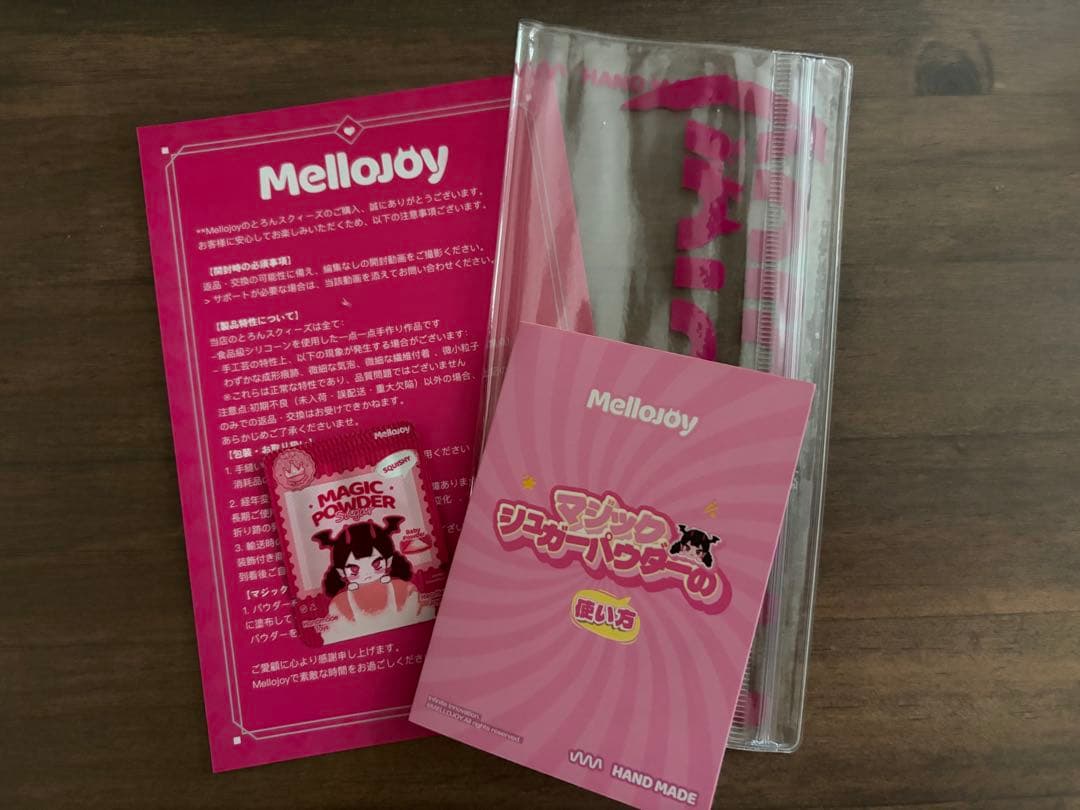 MelloJOY
**Mellojoyのとろんスクィーズのご購入、誠にありがとうございます。
お客様に安心してお楽しみいただくため、以下の注意事項ございます。
【開封時の必須事項】
返品・交換の可能性に備え、編集なしの開封動画をご撮影ください。
> サポートが必要な場合は、当該動画を添えてお問い合わせください。
【製品特性について】
当店のとろんスクィーズは全て:
–食品級シリコーンを使用した一点一点手作り作品です
– 手工芸の特性上、以下の現象が発生する場合がございます:
わずかな成形痕跡、微細な気泡、微細な繊維付着、微小粒子
※これらは正常な特性であり、品質問題ではございません
注意点:初期不良（未入荷・誤配送・重大欠陥）以外の場合、
のみでの返品・交換はお受けできかねます。
あらかじめご了承くださいませ。
【包装・お取り扱い】
1. 手縫い
用ください
消耗品
2. 経年変
長期ご使
変化
折り跡の
3. 輸送時
装飾付き
到着後ご
【マジック
1. パウダー
に塗布して
パウダーを
ご愛顧に心より感謝申し上げます。
Mellojoyで素敵な時間をお過ごしくだ
MelloJOY
SQUISHY
MAGIC
POWDER
Sugar
Baby
Powder
HAND
MelloJOY
マジック
シュガーパウダーの
使い方
Infinite innovation.
©MELLOJOY.All rights reserved.
HAND MADE